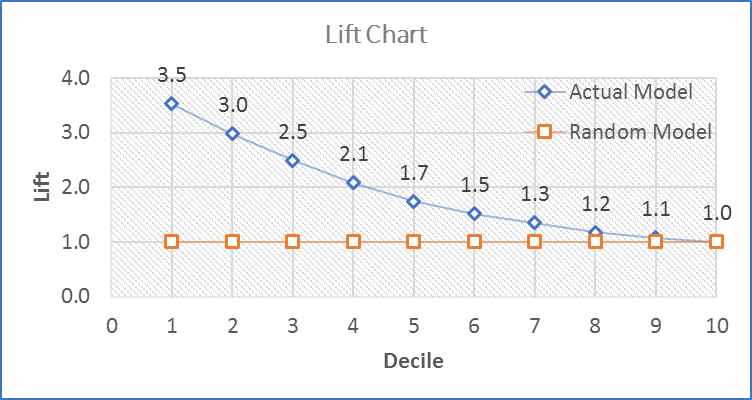 Lift Chart
4.0
3.0
2.0
1.0
0.0
Lift
3.5
3.0
2.5
2.1
1.7
1.5
1.3
1.2
1.1
1.0
Actual Model
Random Model
0 1 2 3 4 5 6 7 8 9 10
Decile